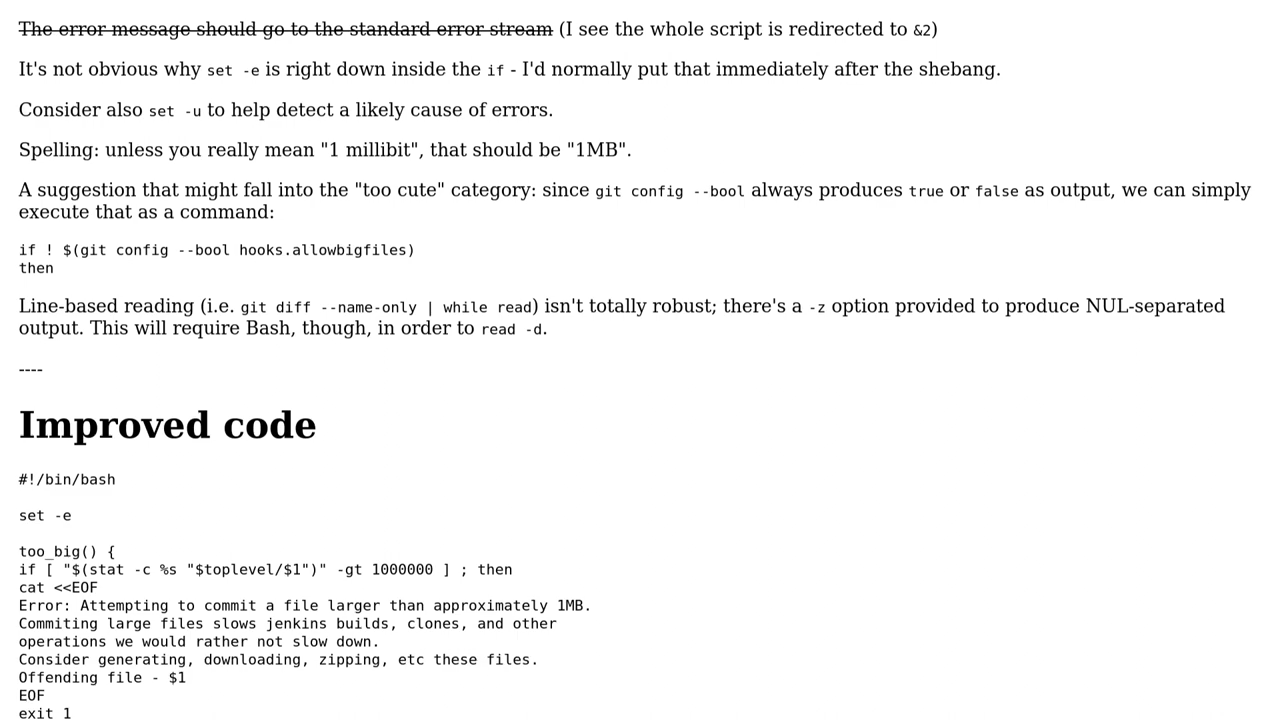 The error message should go to the standard error stream (I see the whole script is redirected to &2)
It's not obvious why set -e is right down inside the if - I'd normally put that immediately after the shebang.
Consider also set -u to help detect a likely cause of errors.
Spelling: unless you really mean "1 millibit", that should be "1MB".
A suggestion that might fall into the "too cute" category: since git config --bool always produces true or false as output, we can simply
execute that as a command:
if ! $(git config --bool hooks.allowbigfiles)
then
Line-based reading (i.e. git diff --name-only | while read) isn't totally robust; there's a -z option provided to produce NUL-separated
output. This will require Bash, though, in order to read -d.
----
Improved code
#!/bin/bash
set -e
too_big() {
if [ "$(stat -c %s "$toplevel/$1")" -gt 1000000 ] ; then
cat <<EOF
Error: Attempting to commit a file larger than approximately 1MB.
Commiting large files slows jenkins builds, clones, and other
operations we would rather not slow down.
Consider generating, downloading, zipping, etc these files.
Offending file - $1
EOF
exit 1